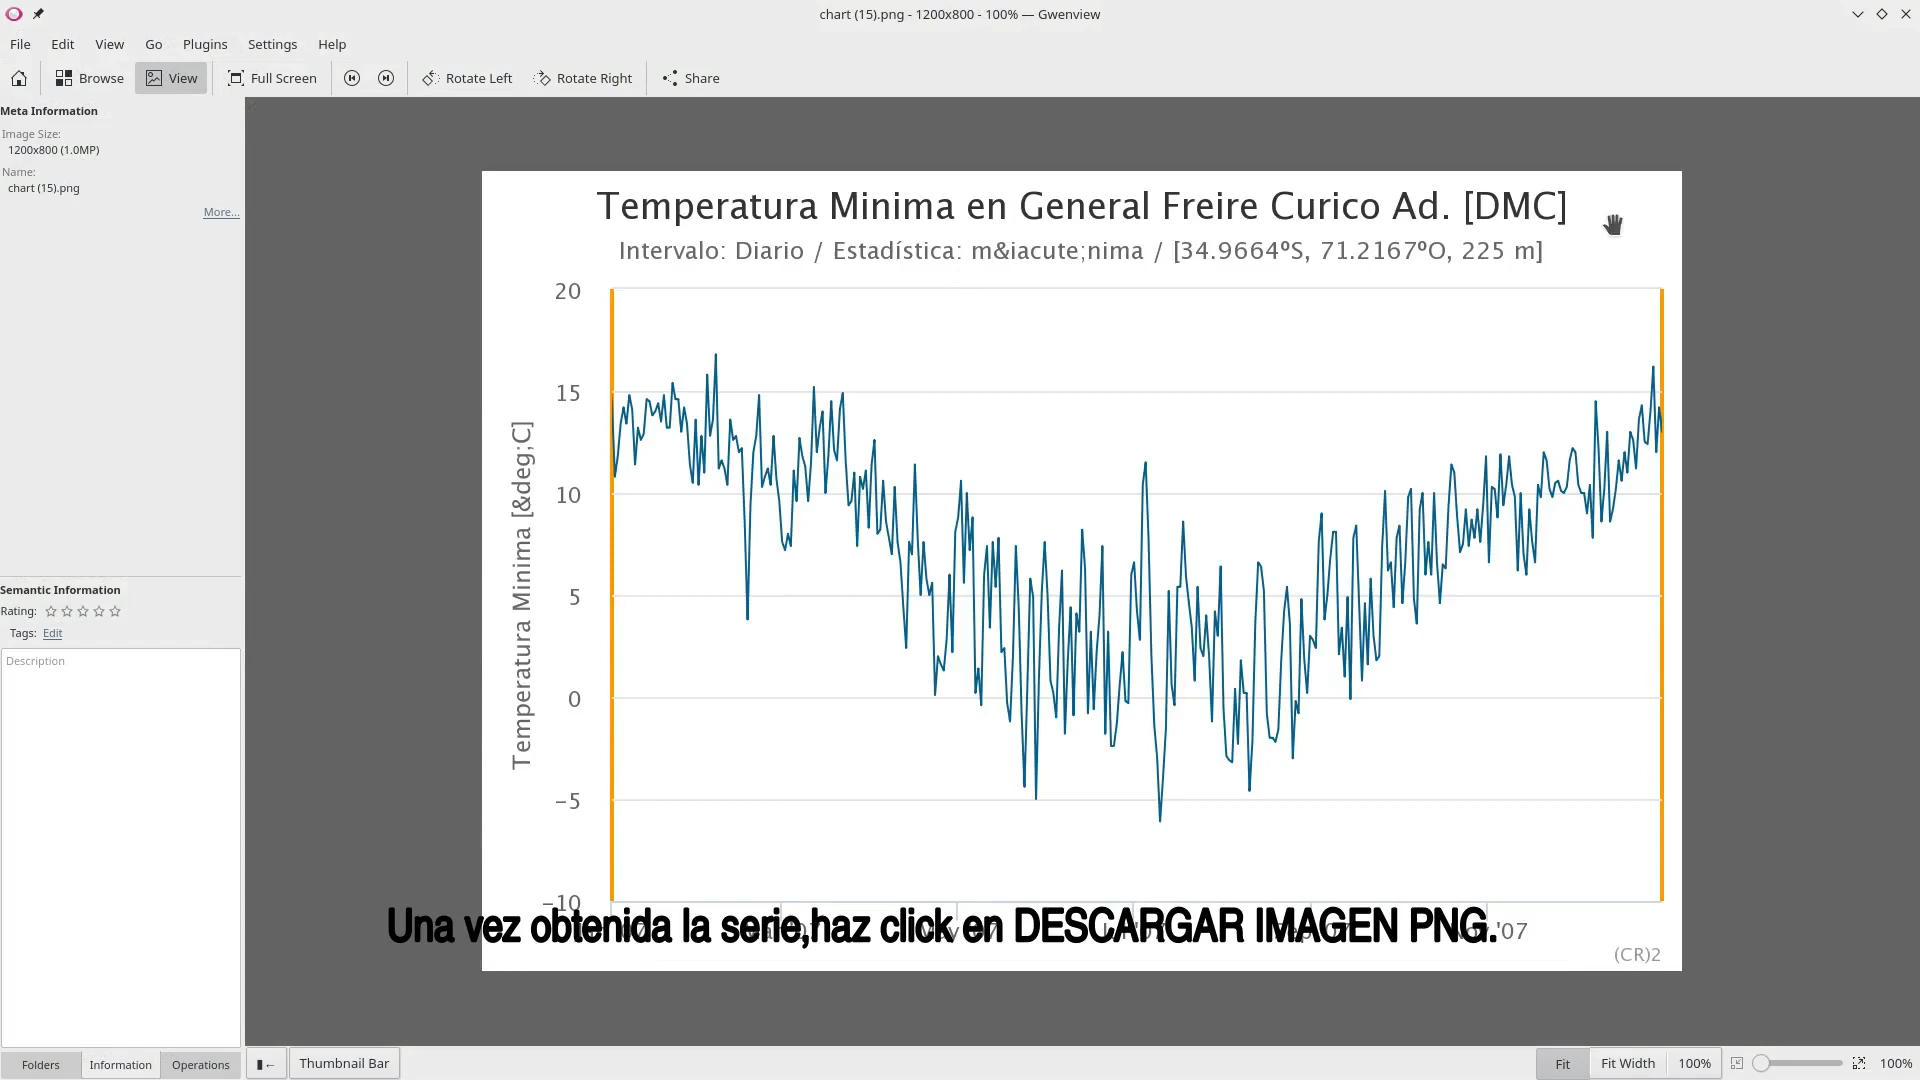 chart (15).png - 1200x800 - 100% — Gwenview
File Edit View Go Plugins Settings Help
Browse View Full Screen Rotate Left Rotate Right Share
Meta Information
Image Size:
1200x800 (1.0MP)
Name:
chart (15).png
More...
Semantic Information
Rating:
Tags: Edit
Description
Temperatura Minima en General Freire Curico Ad. [DMC]
Intervalo: Diario / Estadística: m&iacute;nima / [34.9664ºS, 71.2167ºO, 225 m]
Temperatura Minima [&deg;C]
20
15
10
5
0
−5
−10
Una vez obtenida la serie,haz click en DESCARGAR IMAGEN PNG.
(CR)2
Folders Information Operations Thumbnail Bar Fit Fit Width 100% 100%